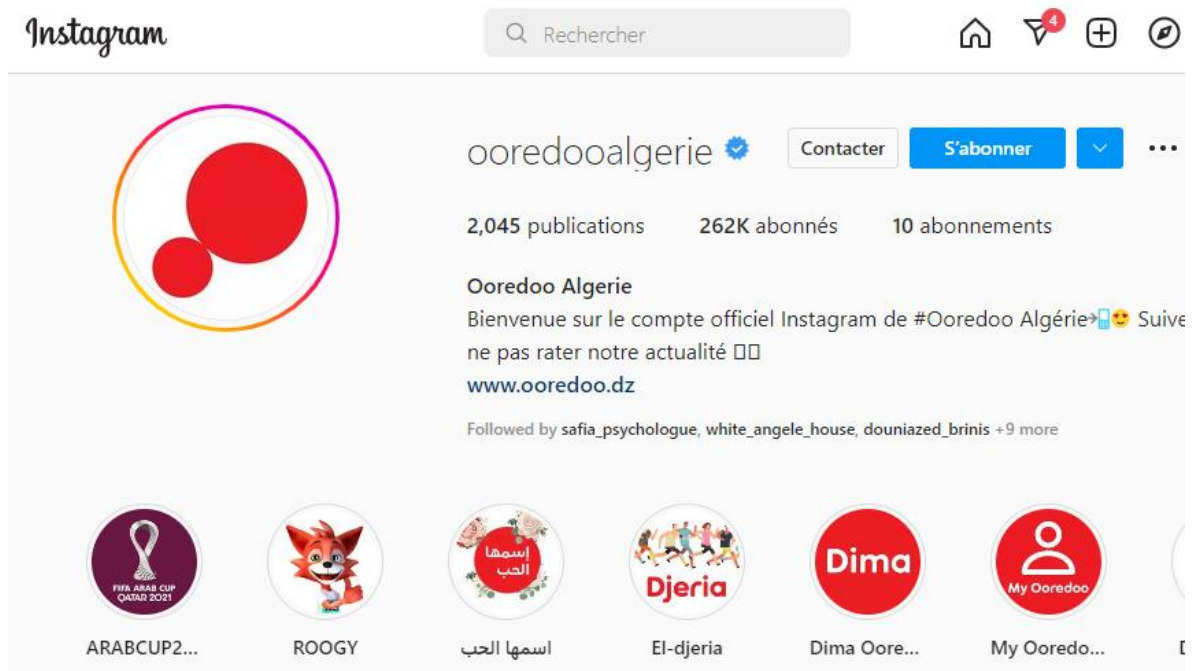 Instagram
Rechercher
4
ooredooalgerie
Contacter
S'abonner
2,045 publications
262K abonnés
10 abonnements
Ooredoo Algerie
Bienvenue sur le compte officiel Instagram de #Ooredoo Algérie➔📱😍 Suive
ne pas rater notre actualité
www.ooredoo.dz
Followed by safia_psychologue, white_angele_house, douniazed_brinis +9 more
FIFA ARAB CUP
QATAR 2021
إسمها
الحب
Djeria
Dima
My Ooredoo
ARABCUP2...
ROOGY
اسمها الحب
El-djeria
Dima Oore...
My Ooredo...